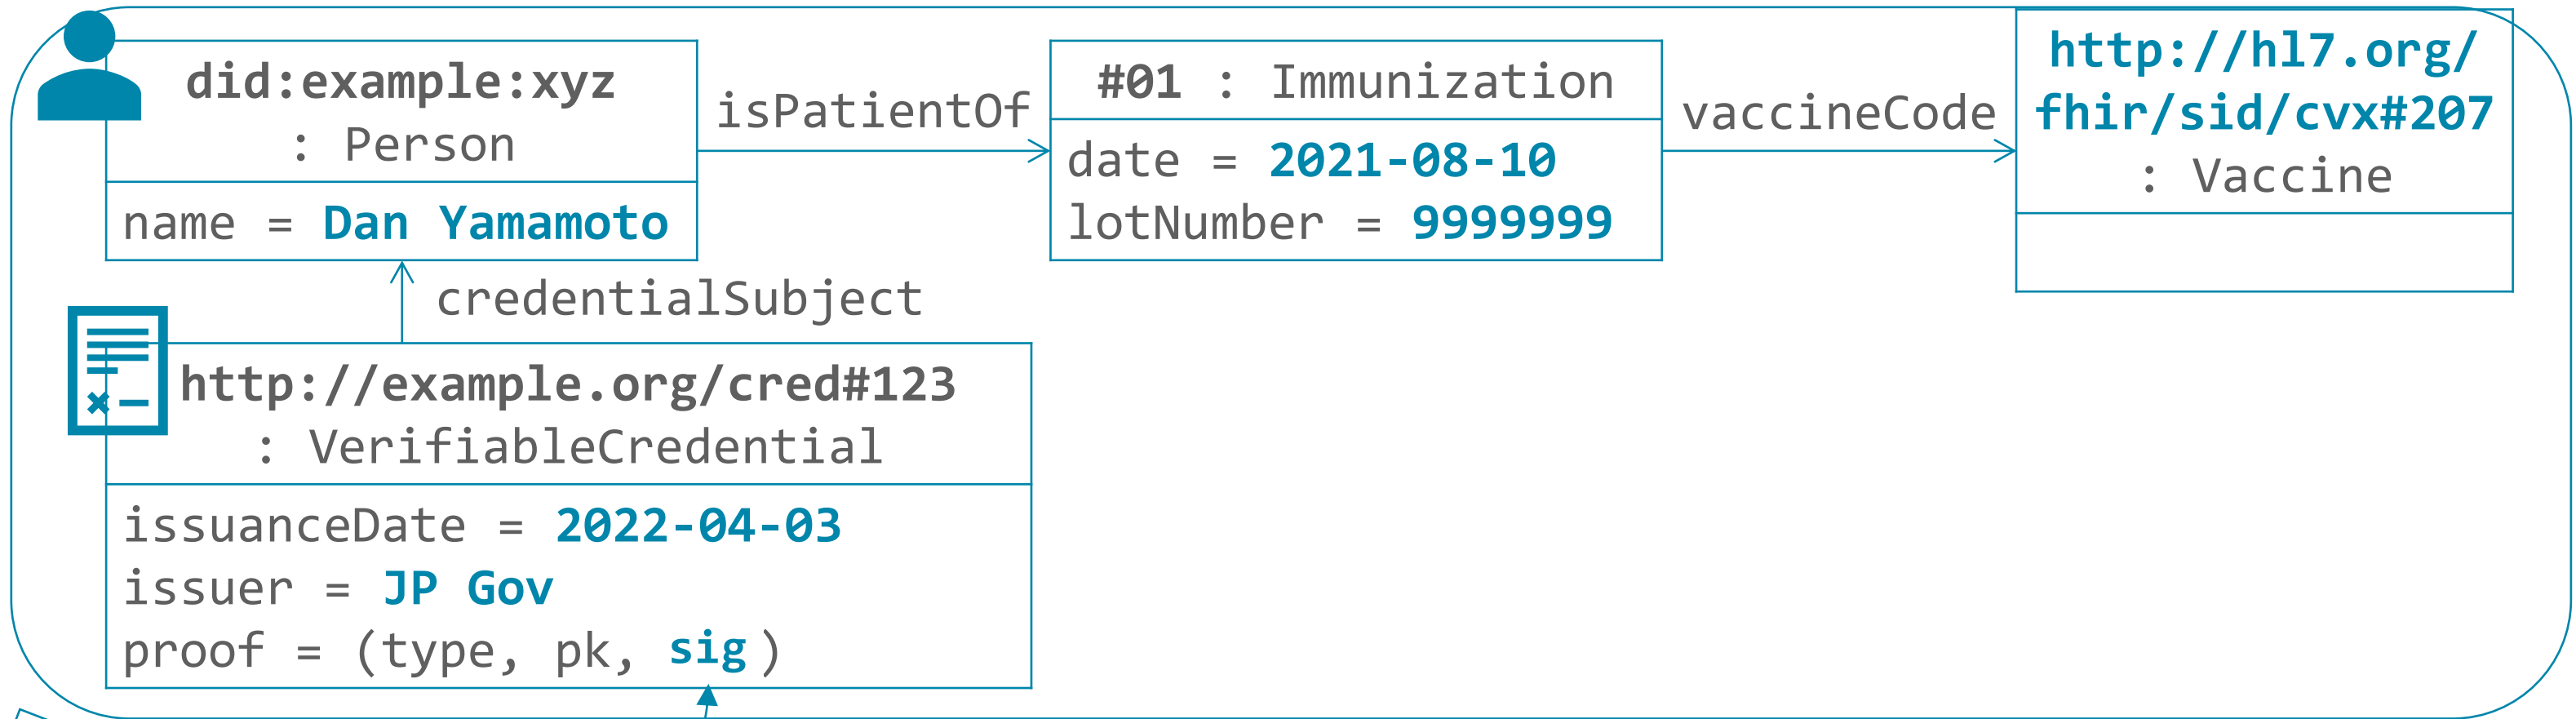 did:example:xyz
: Person
name = Dan Yamamoto
isPatientOf
#01 : Immunization
date = 2021-08-10
lotNumber = 9999999
vaccineCode
http://hl7.org/
fhir/sid/cvx#207
: Vaccine
credentialSubject
http://example.org/cred#123
: VerifiableCredential
issuanceDate = 2022-04-03
issuer = JP Gov
proof = (type, pk, sig)